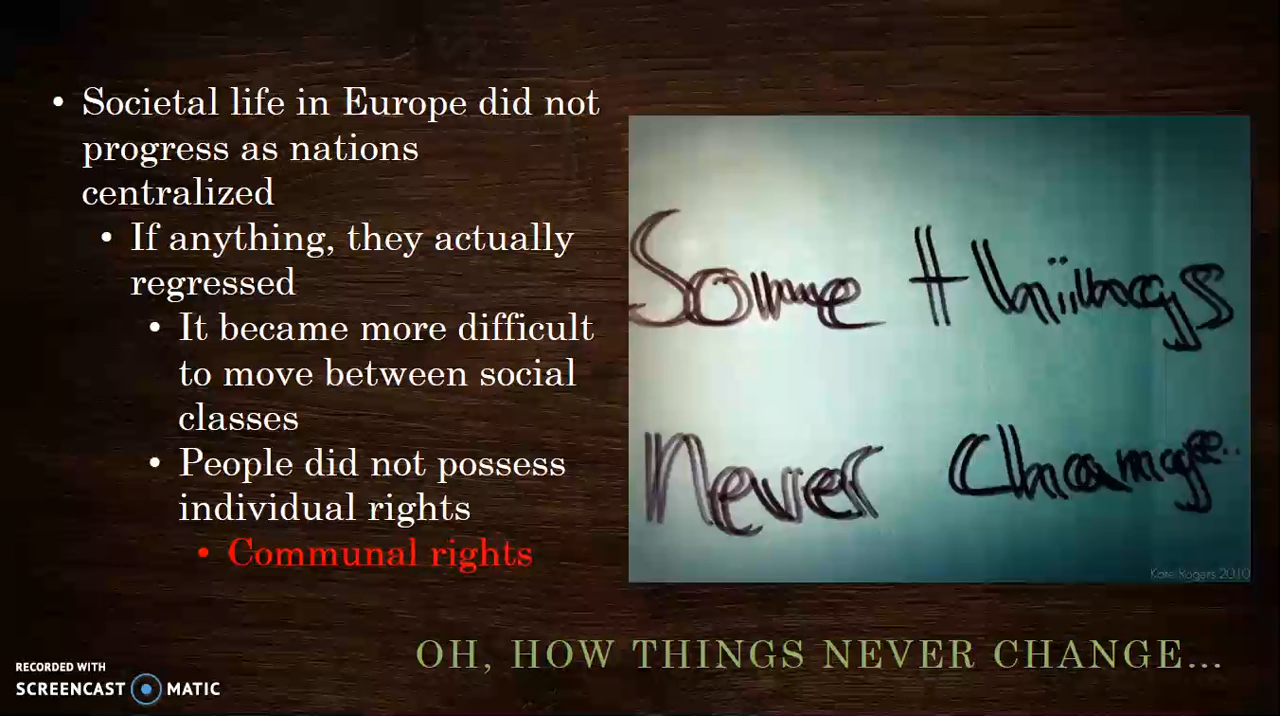 • Societal life in Europe did not
progress as nations
centralized
• If anything, they actually
regressed
• It became more difficult
to move between social
classes
• People did not possess
individual rights
• Communal rights
Some things
Never Change...
Kate Rogers 2010
OH, HOW THINGS NEVER CHANGE...
RECORDED WITH
SCREENCAST MATIC